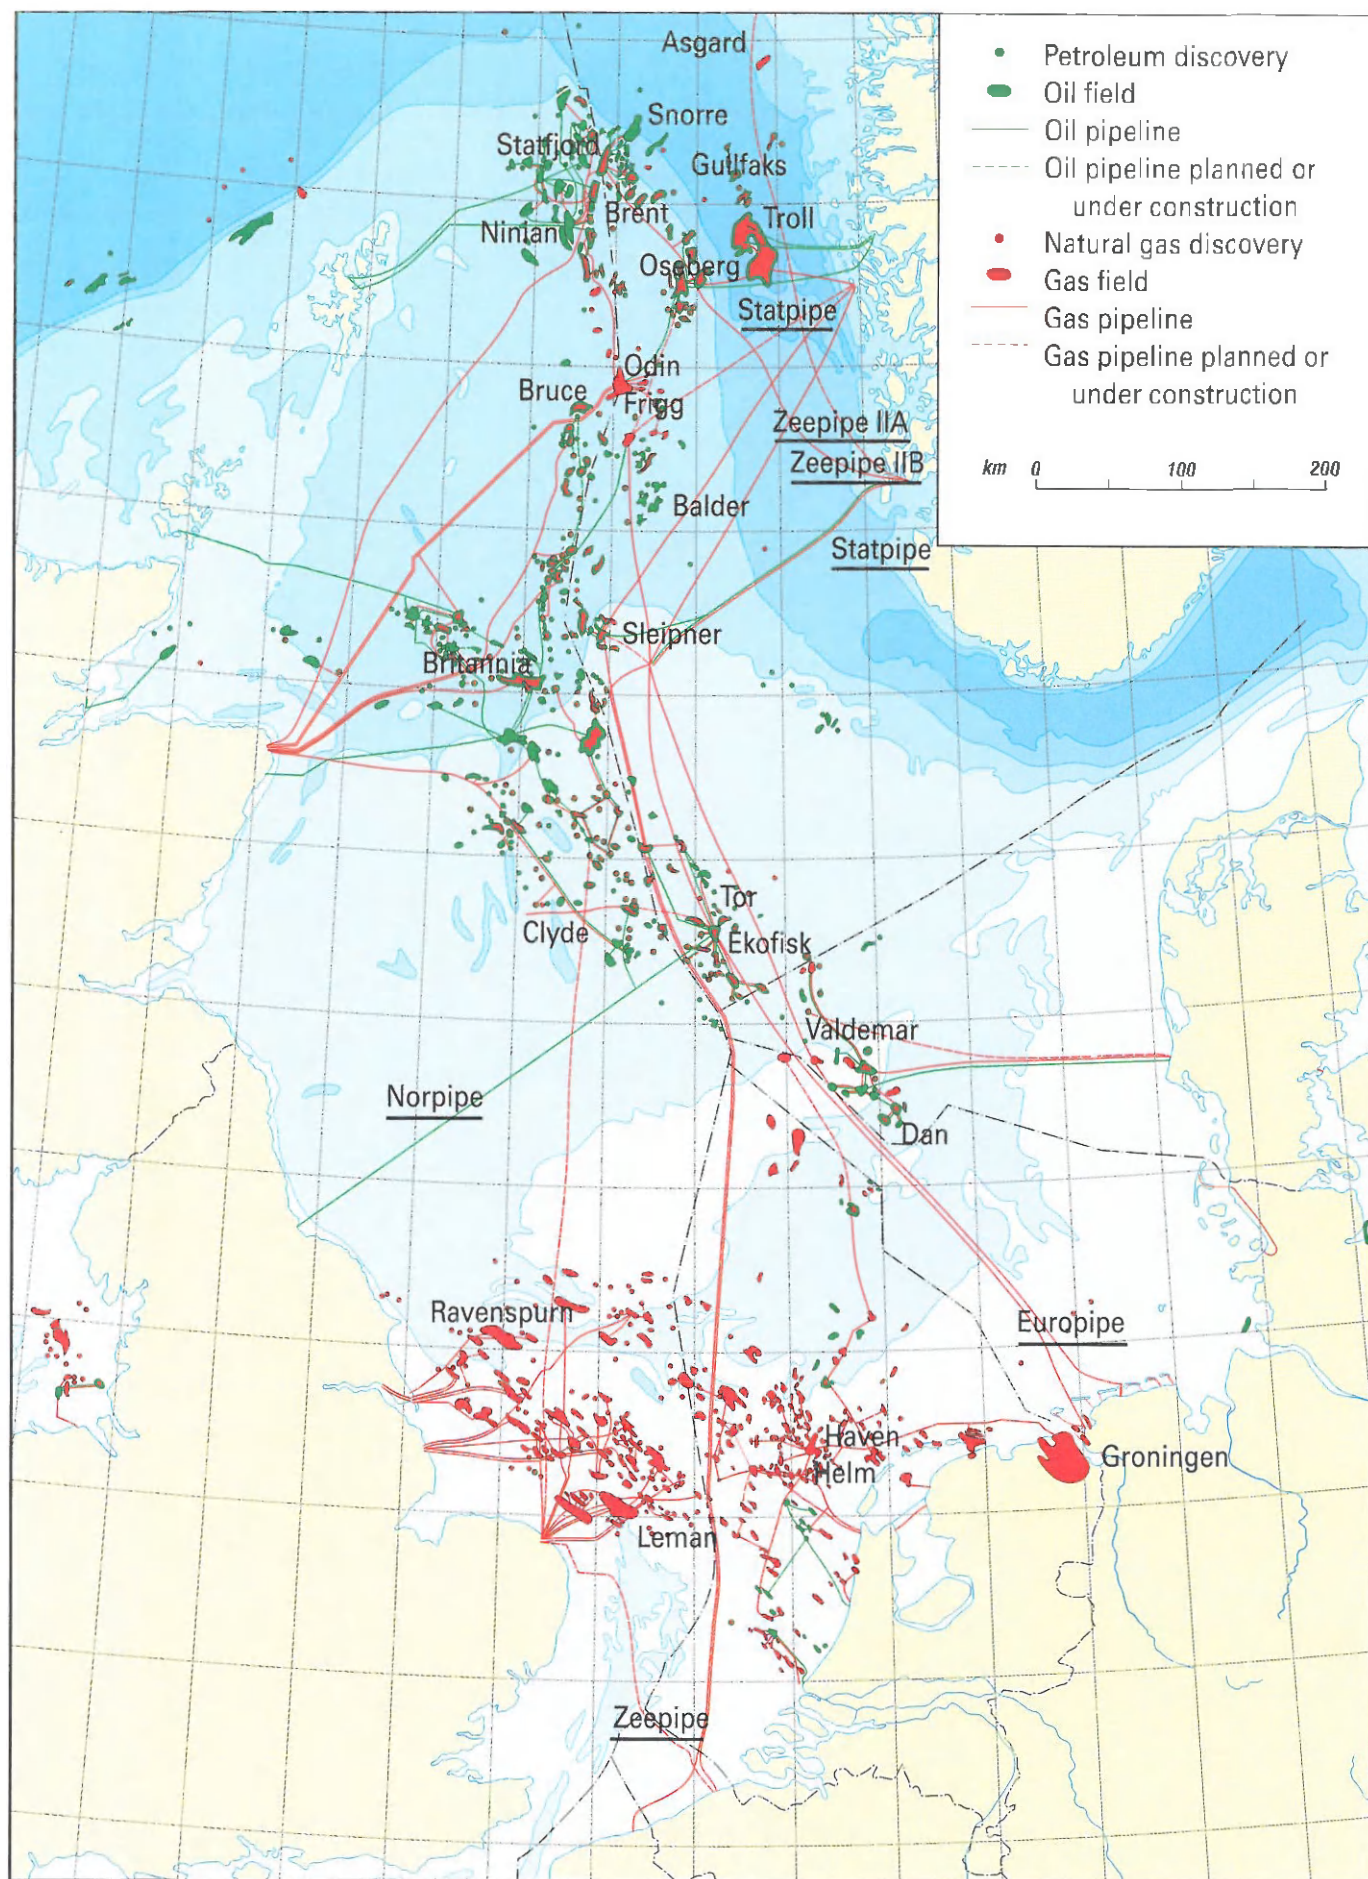 Asgard
Snorre
Statfjord
Gullfaks
Brent
Troll
Ninian
Oseberg
Statpipe
Odin
Bruce
Frigg
Zeepipe IIA
Zeepipe IIB
Balder
Statpipe
Sleipner
Britannia
Tor
Clyde
Ekofisk
Valdemar
Norpipe
Dan
Ravenspurn
Europipe
Haven
Groningen
Helm
Leman
Zeepipe
Petroleum discovery
Oil field
Oil pipeline
Oil pipeline planned or
under construction
Natural gas discovery
Gas field
Gas pipeline
Gas pipeline planned or
under construction
km 0 100 200